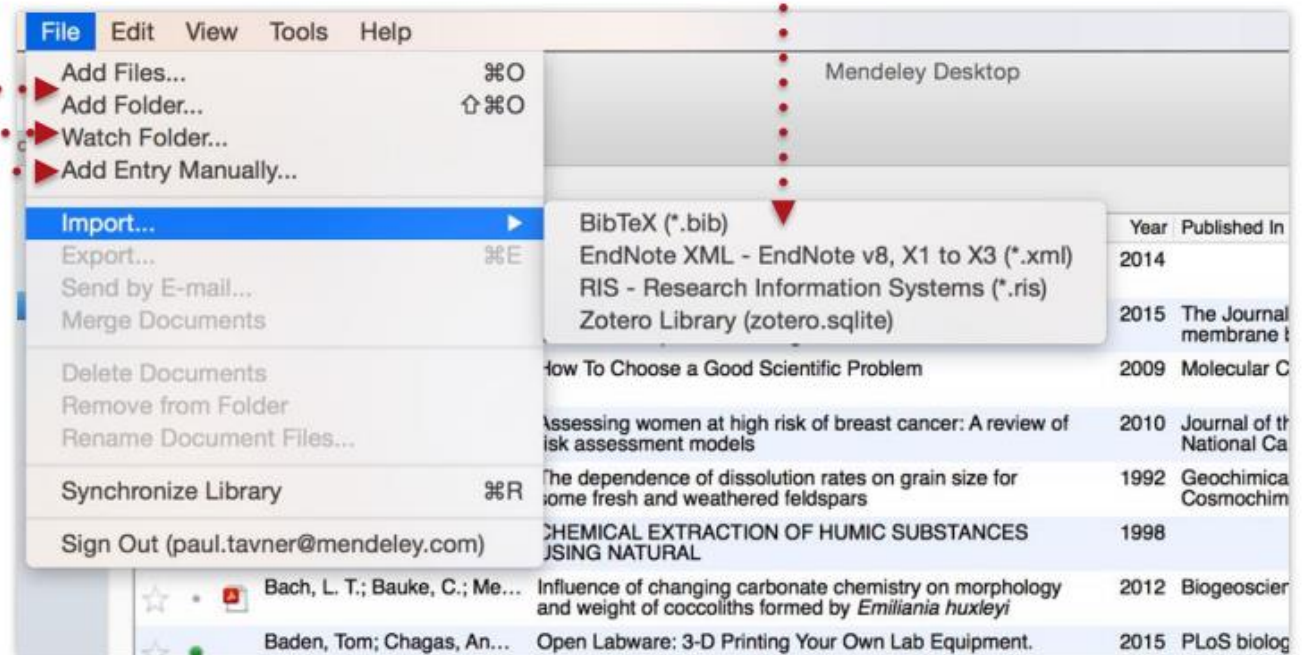 File Edit View Tools Help
Mendeley Desktop
Add Files... ⌘O
Add Folder... ⇧⌘O
Watch Folder...
Add Entry Manually...
Import...
Export... ⌘E
Send by E-mail...
Merge Documents
Delete Documents
Remove from Folder
Rename Document Files...
Synchronize Library ⌘R
Sign Out (paul.tavner@mendeley.com)
BibTeX (*.bib)
EndNote XML - EndNote v8, X1 to X3 (*.xml)
RIS - Research Information Systems (*.ris)
Zotero Library (zotero.sqlite)
Year Published In
2014
2015 The Journal
membrane
How To Choose a Good Scientific Problem 2009 Molecular C
Assessing women at high risk of breast cancer: A review of 2010 Journal of th
risk assessment models National Ca
The dependence of dissolution rates on grain size for 1992 Geochimica
some fresh and weathered feldspars Cosmochim
CHEMICAL EXTRACTION OF HUMIC SUBSTANCES 1998
USING NATURAL
Bach, L. T.; Bauke, C.; Me... Influence of changing carbonate chemistry on morphology 2012 Biogeoscien
and weight of coccoliths formed by Emiliania huxleyi
Baden, Tom; Chagas, An... Open Labware: 3-D Printing Your Own Lab Equipment. 2015 PLoS biolog